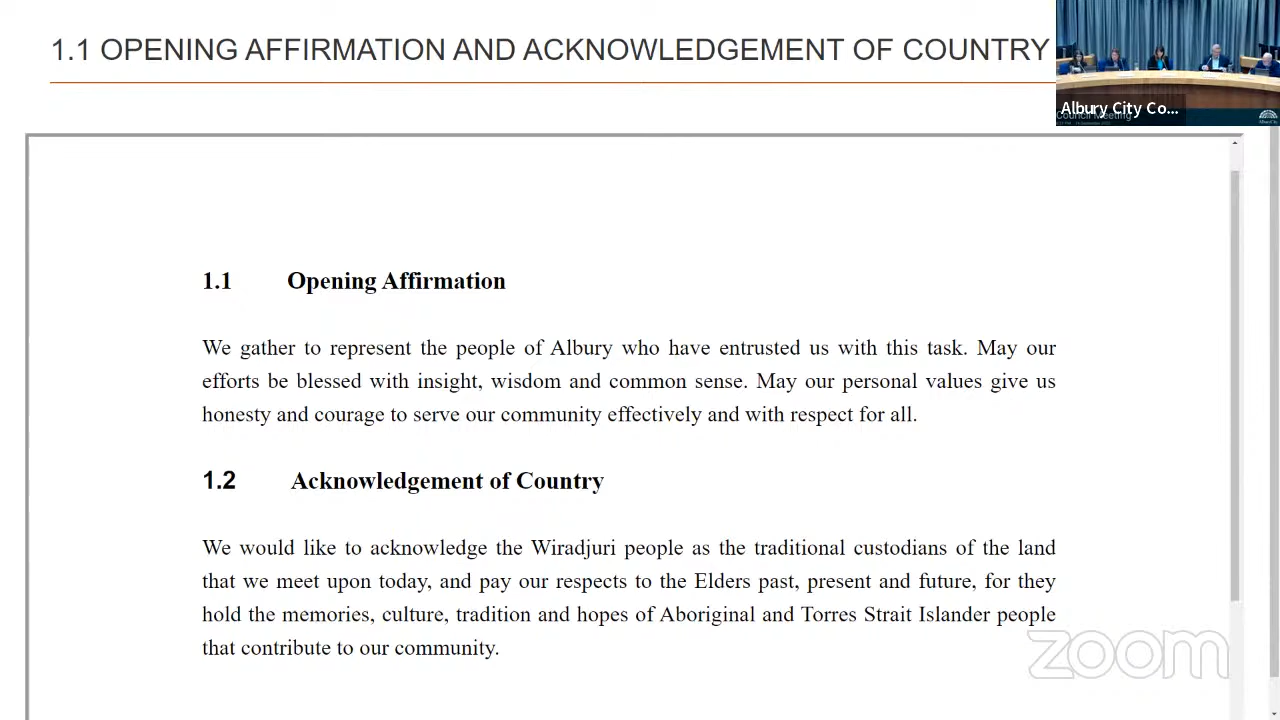 1.1 OPENING AFFIRMATION AND ACKNOWLEDGEMENT OF COUNTRY
Albury City Co...
Council Meeting
1.1 Opening Affirmation
We gather to represent the people of Albury who have entrusted us with this task. May our
efforts be blessed with insight, wisdom and common sense. May our personal values give us
honesty and courage to serve our community effectively and with respect for all.
1.2 Acknowledgement of Country
We would like to acknowledge the Wiradjuri people as the traditional custodians of the land
that we meet upon today, and pay our respects to the Elders past, present and future, for they
hold the memories, culture, tradition and hopes of Aboriginal and Torres Strait Islander people
that contribute to our community.
zoom